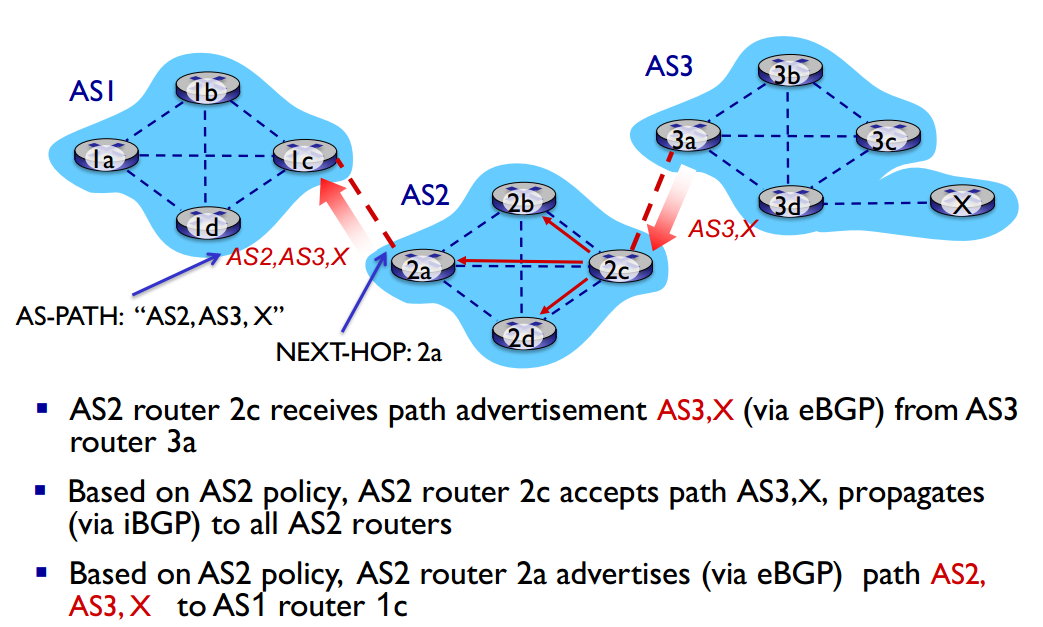 AS1
1b
1a
1c
1d
AS2,AS3,X
AS-PATH: “AS2, AS3, X”
AS2
2b
2a
2c
2d
NEXT-HOP: 2a
AS3
3b
3a
3c
3d
X
AS3,X
▪ AS2 router 2c receives path advertisement AS3,X (via eBGP) from AS3
router 3a
▪ Based on AS2 policy, AS2 router 2c accepts path AS3,X, propagates
(via iBGP) to all AS2 routers
▪ Based on AS2 policy, AS2 router 2a advertises (via eBGP) path AS2,
AS3, X to AS1 router 1c